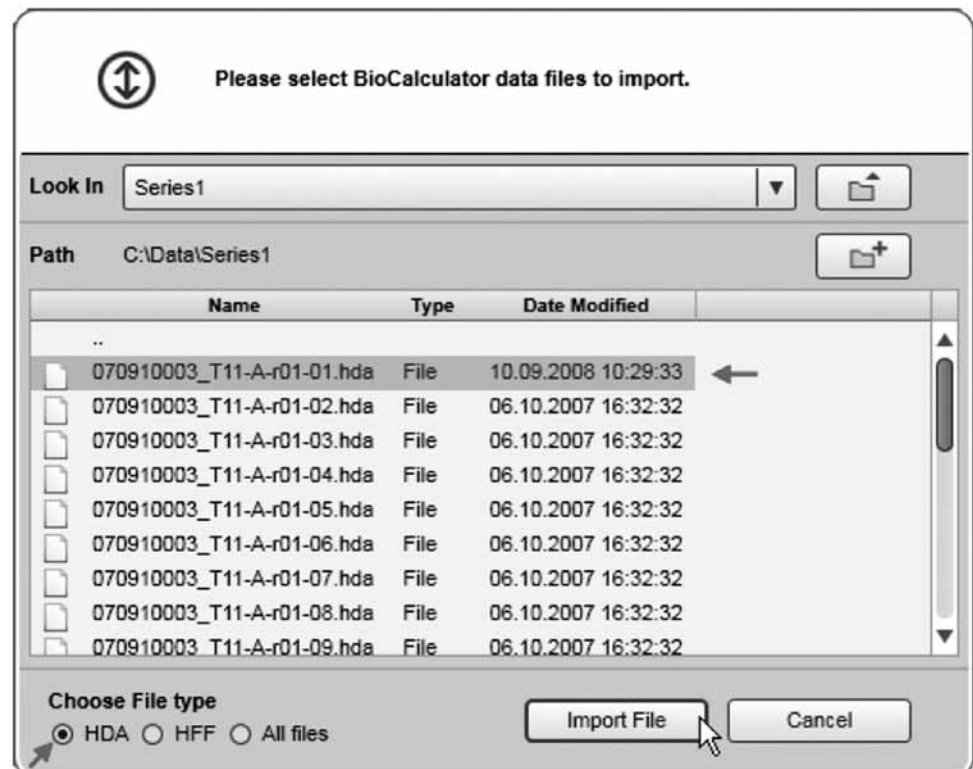 Please select BioCalculator data files to import.
Look In Series1
Path C:\Data\Series1
Name Type Date Modified
..
070910003_T11-A-r01-01.hda File 10.09.2008 10:29:33
070910003_T11-A-r01-02.hda File 06.10.2007 16:32:32
070910003_T11-A-r01-03.hda File 06.10.2007 16:32:32
070910003_T11-A-r01-04.hda File 06.10.2007 16:32:32
070910003_T11-A-r01-05.hda File 06.10.2007 16:32:32
070910003_T11-A-r01-06.hda File 06.10.2007 16:32:32
070910003_T11-A-r01-07.hda File 06.10.2007 16:32:32
070910003_T11-A-r01-08.hda File 06.10.2007 16:32:32
070910003_T11-A-r01-09.hda File 06.10.2007 16:32:32
Choose File type
HDA HFF All files
Import File Cancel